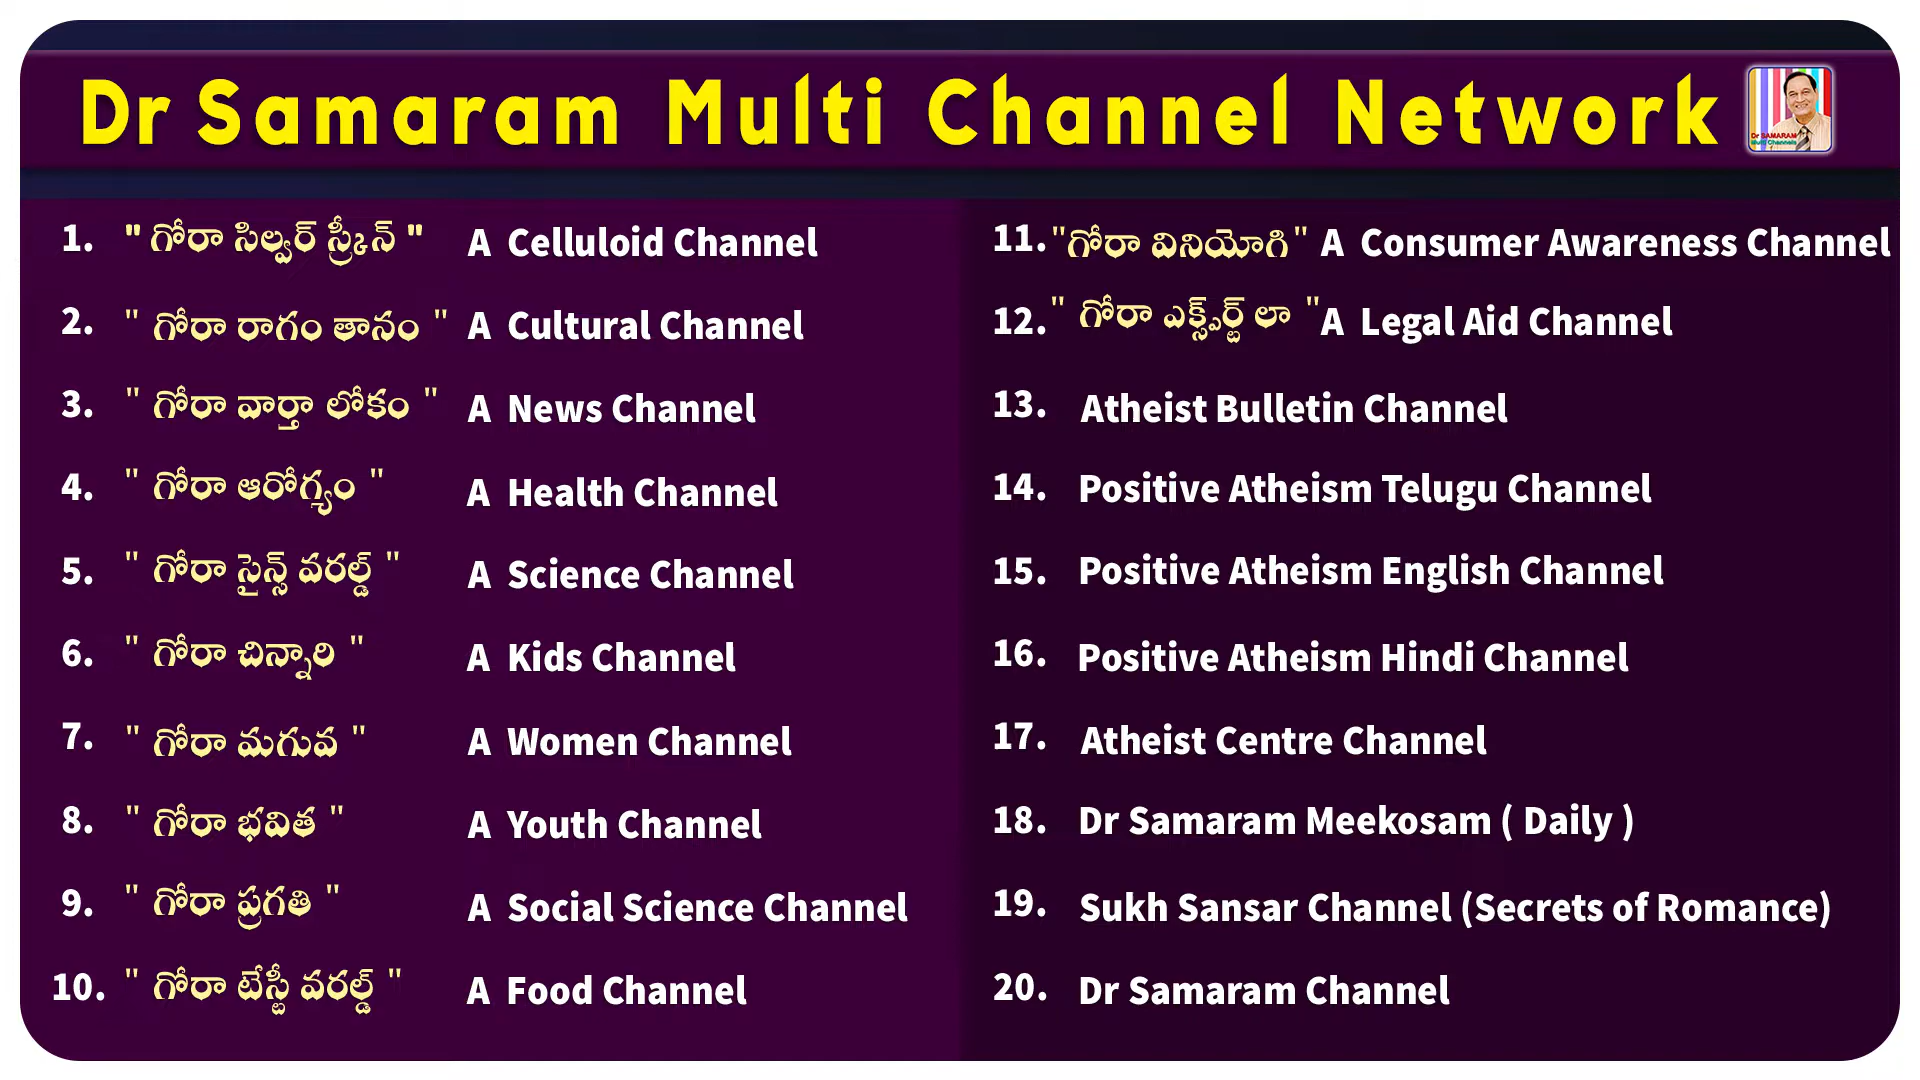 Dr Samaram Multi Channel Network
Dr SAMARAM
Multi Channels
1. " గోరా సిల్వర్ స్క్రీన్ " A Celluloid Channel
2. " గోరా రాగం తానం " A Cultural Channel
3. " గోరా వార్తా లోకం " A News Channel
4. " గోరా ఆరోగ్యం " A Health Channel
5. " గోరా సైన్స్ వరల్డ్ " A Science Channel
6. " గోరా చిన్నారి " A Kids Channel
7. " గోరా మగువ " A Women Channel
8. " గోరా భవిత " A Youth Channel
9. " గోరా ప్రగతి " A Social Science Channel
10. " గోరా టేస్టీ వరల్డ్ " A Food Channel
11. "గోరా వినియోగి" A Consumer Awareness Channel
12. " గోరా ఎక్స్పర్ట్ లా " A Legal Aid Channel
13. Atheist Bulletin Channel
14. Positive Atheism Telugu Channel
15. Positive Atheism English Channel
16. Positive Atheism Hindi Channel
17. Atheist Centre Channel
18. Dr Samaram Meekosam ( Daily )
19. Sukh Sansar Channel (Secrets of Romance)
20. Dr Samaram Channel